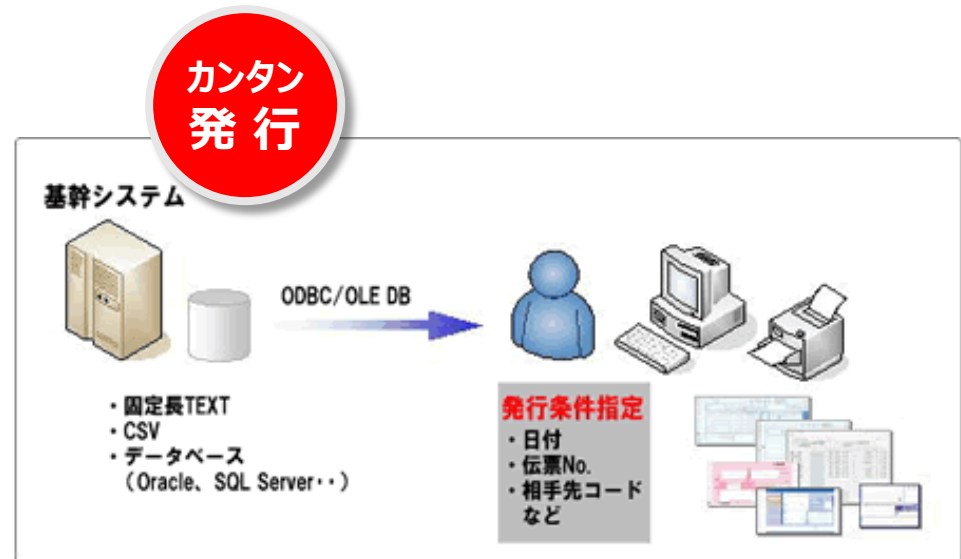 カンタン
発 行
基幹システム
ODBC/OLE DB
・固定長TEXT
・CSV
・データベース
（Oracle、SQL Server・・）
発行条件指定
・日付
・伝票No.
・相手先コード
など